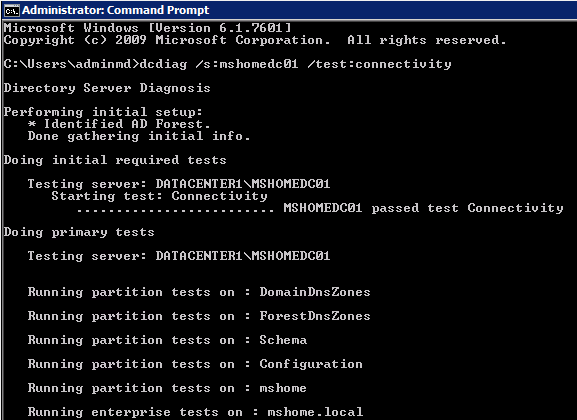 Administrator: Command Prompt
Microsoft Windows [Version 6.1.7601]
Copyright (c) 2009 Microsoft Corporation.  All rights reserved.
C:\Users\adminmd>dcdiag /s:mshomedc01 /test:connectivity
Directory Server Diagnosis
Performing initial setup:
   * Identified AD Forest.
   Done gathering initial info.
Doing initial required tests
   Testing server: DATACENTER1\MSHOMEDC01
      Starting test: Connectivity
         ......................... MSHOMEDC01 passed test Connectivity
Doing primary tests
   Testing server: DATACENTER1\MSHOMEDC01
   Running partition tests on : DomainDnsZones
   Running partition tests on : ForestDnsZones
   Running partition tests on : Schema
   Running partition tests on : Configuration
   Running partition tests on : mshome
   Running enterprise tests on : mshome.local